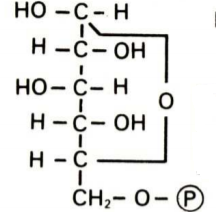 HO – C – H
H – C – OH
HO – C – H
O
H – C – OH
H – C
CH₂ – O – P